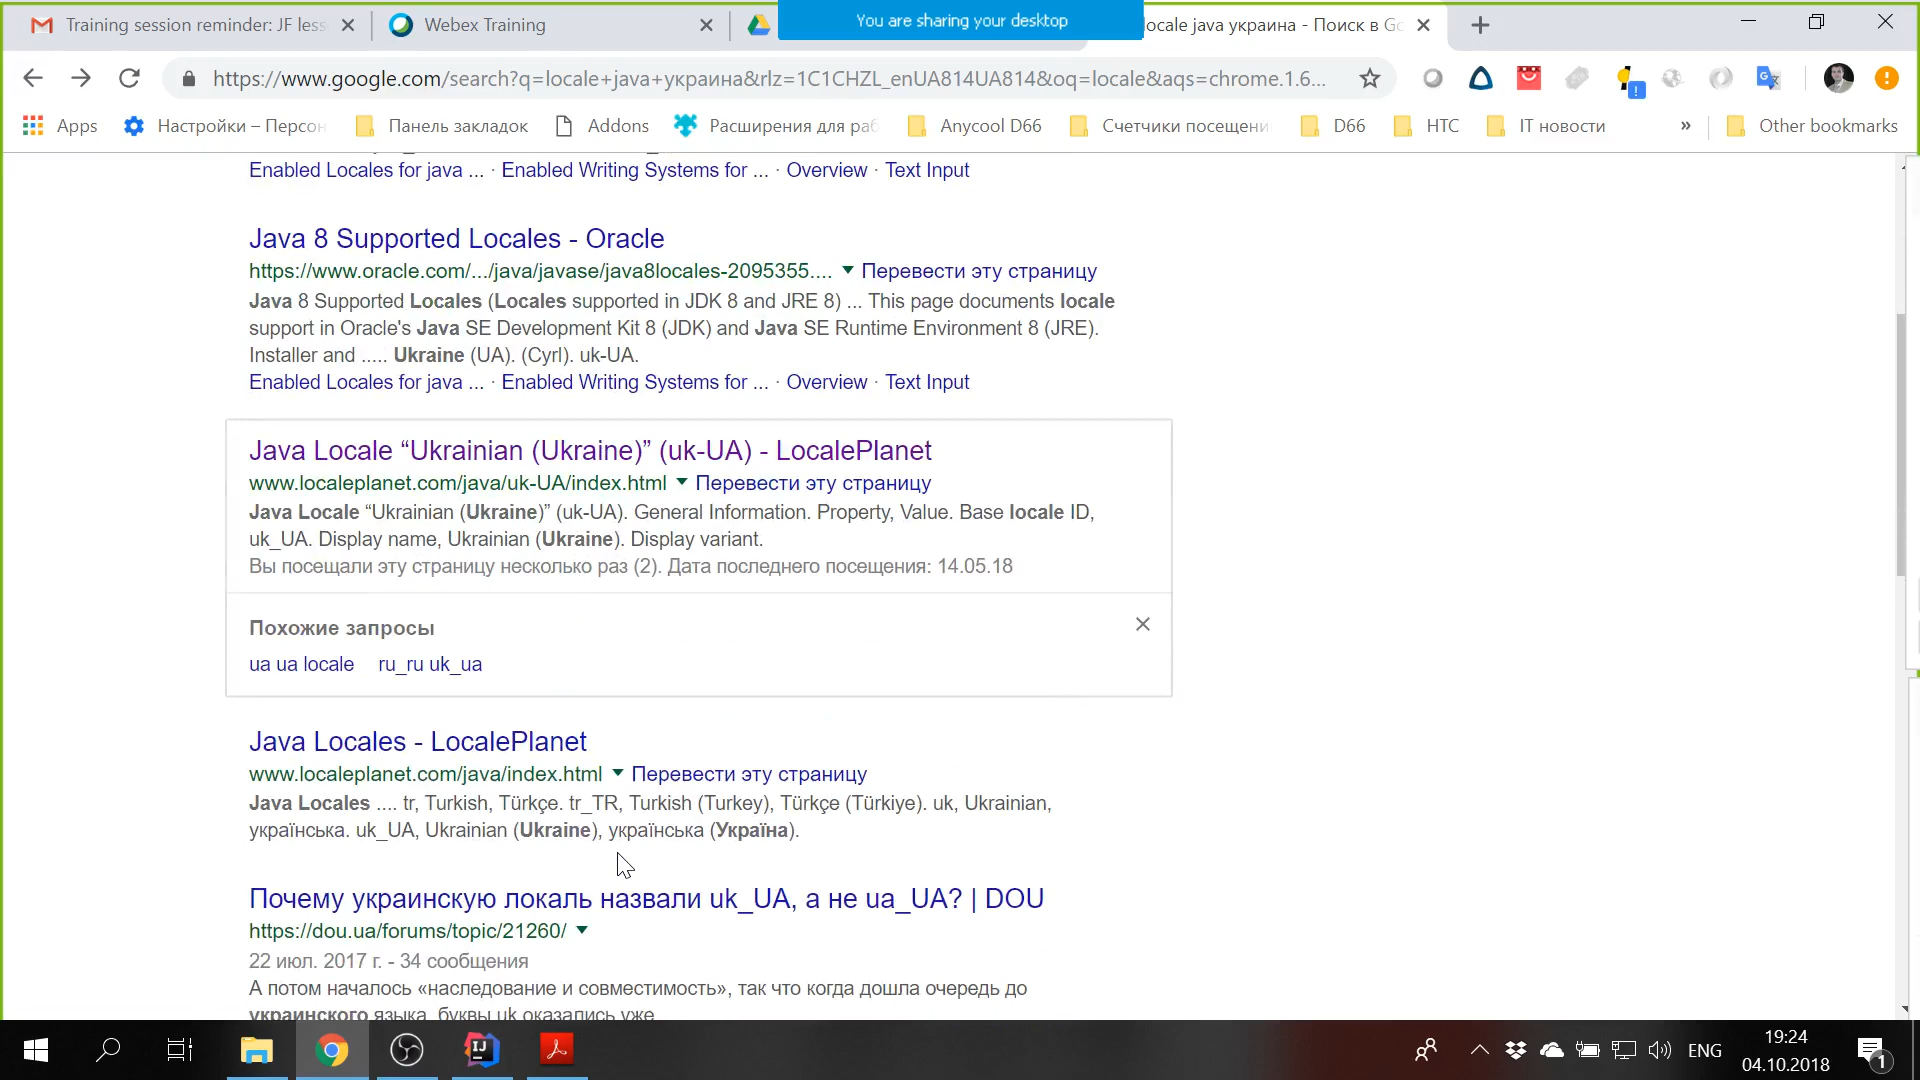 Training session reminder: JF less
Webex Training
You are sharing your desktop
locale java украина - Поиск в Go
https://www.google.com/search?q=locale+java+украина&rlz=1C1CHZL_enUA814UA814&oq=locale&aqs=chrome.1.6...
Apps
Настройки – Персон
Панель закладок
Addons
Расширения для раб
Anycool D66
Счетчики посещени
D66
HTC
IT новости
»
Other bookmarks
Enabled Locales for java ... · Enabled Writing Systems for ... · Overview · Text Input
Java 8 Supported Locales - Oracle
https://www.oracle.com/.../java/javase/java8locales-2095355.... Перевести эту страницу
Java 8 Supported Locales (Locales supported in JDK 8 and JRE 8) ... This page documents locale
support in Oracle's Java SE Development Kit 8 (JDK) and Java SE Runtime Environment 8 (JRE).
Installer and ..... Ukraine (UA). (Cyrl). uk-UA.
Enabled Locales for java ... · Enabled Writing Systems for ... · Overview · Text Input
Java Locale “Ukrainian (Ukraine)” (uk-UA) - LocalePlanet
www.localeplanet.com/java/uk-UA/index.html Перевести эту страницу
Java Locale “Ukrainian (Ukraine)” (uk-UA). General Information. Property, Value. Base locale ID,
uk_UA. Display name, Ukrainian (Ukraine). Display variant.
Вы посещали эту страницу несколько раз (2). Дата последнего посещения: 14.05.18
Похожие запросы
ua ua locale ru_ru uk_ua
Java Locales - LocalePlanet
www.localeplanet.com/java/index.html Перевести эту страницу
Java Locales .... tr, Turkish, Türkçe. tr_TR, Turkish (Turkey), Türkçe (Türkiye). uk, Ukrainian,
українська. uk_UA, Ukrainian (Ukraine), українська (Україна).
Почему украинскую локаль назвали uk_UA, а не ua_UA? | DOU
https://dou.ua/forums/topic/21260/
22 июл. 2017 г. - 34 сообщения
А потом началось «наследование и совместимость», так что когда дошла очередь до
украинского языка, буквы uk оказались уже
ENG
19:24
04.10.2018
1